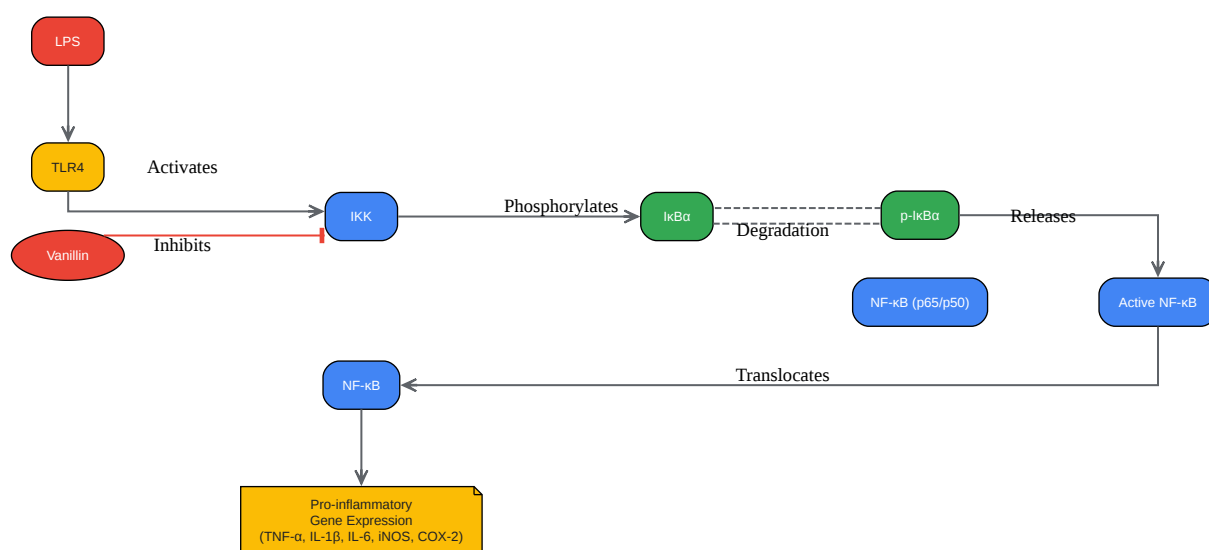 LPS
TLR4
Activates
IKK
Phosphorylates
IκBα
Degradation
p-IκBα
Releases
Vanillin
Inhibits
NF-κB (p65/p50)
Active NF-κB
Translocates
NF-κB
Pro-inflammatory
Gene Expression
(TNF-α, IL-1β, IL-6, iNOS, COX-2)